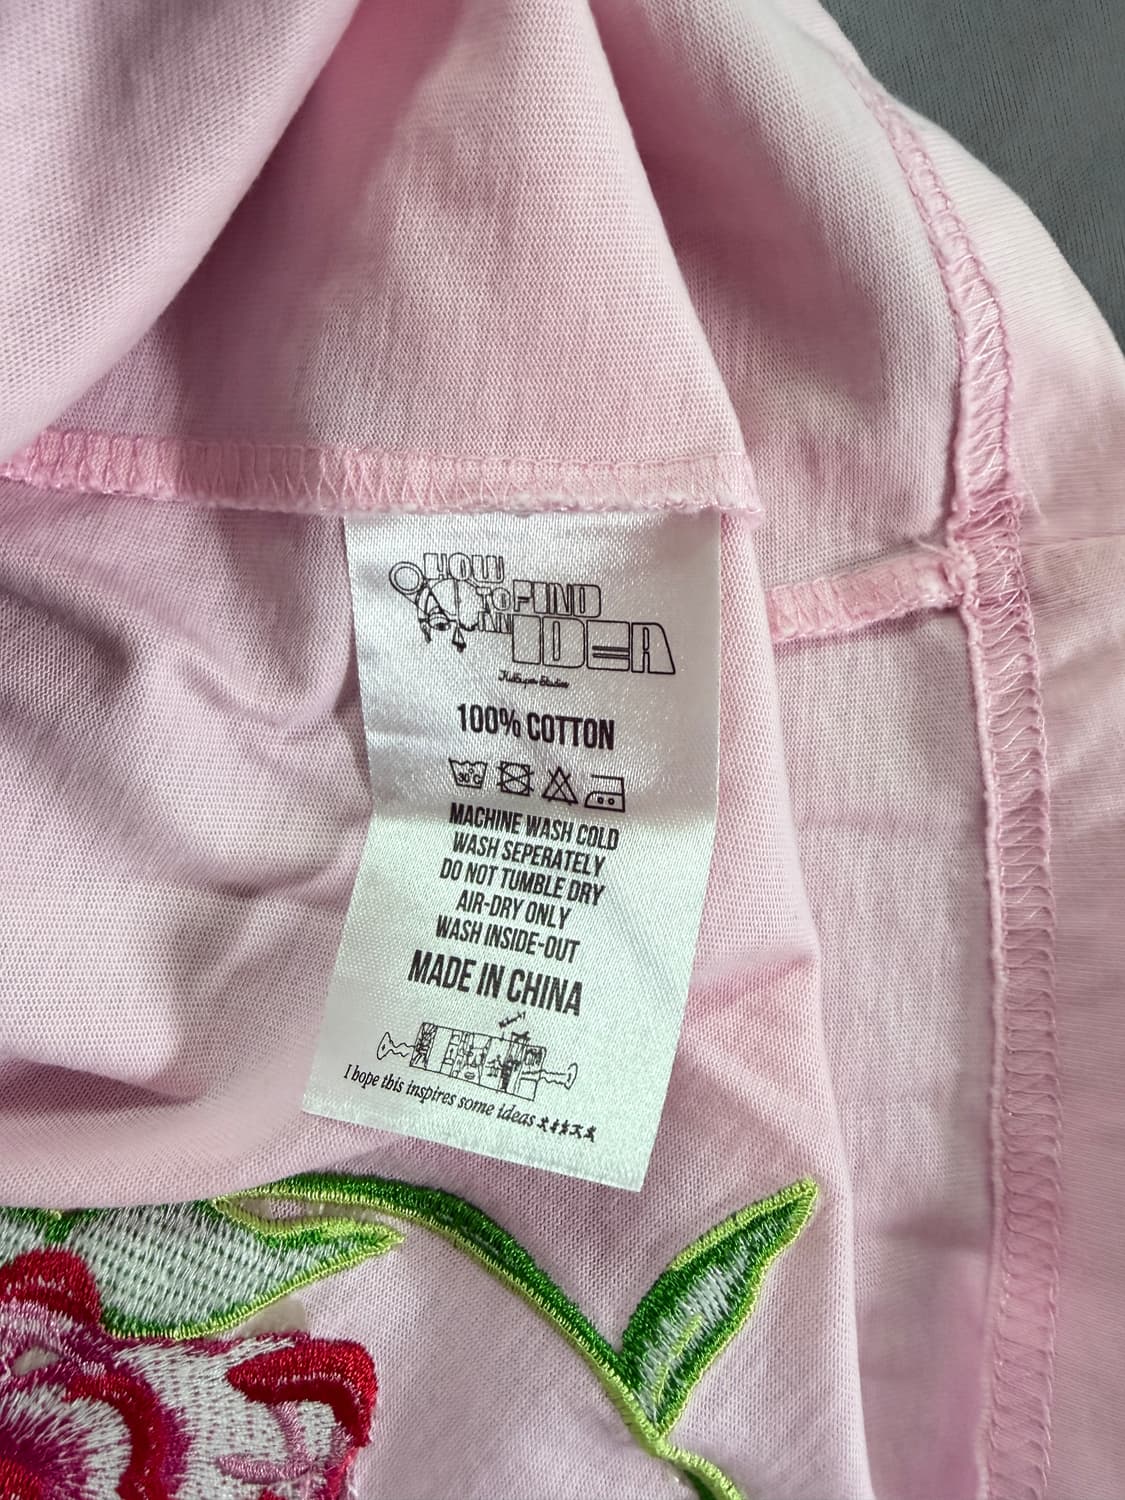 HOW
TO FIND
AN IDEA
100% COTTON
30°C
MACHINE WASH COLD
WASH SEPERATELY
DO NOT TUMBLE DRY
AIR-DRY ONLY
WASH INSIDE-OUT
MADE IN CHINA
I hope this inspires some ideas